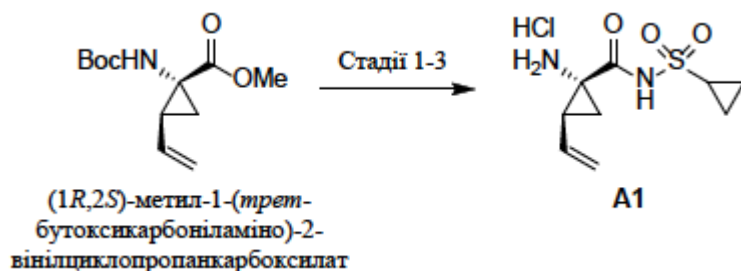 BocHN
O
OMe
Стадії 1-3
HCl
H₂N
O
N
H
S
O O
A1
(1R,2S)-метил-1-(трет-
бутоксикарбоніламіно)-2-
вінілциклопропанкарбоксилат